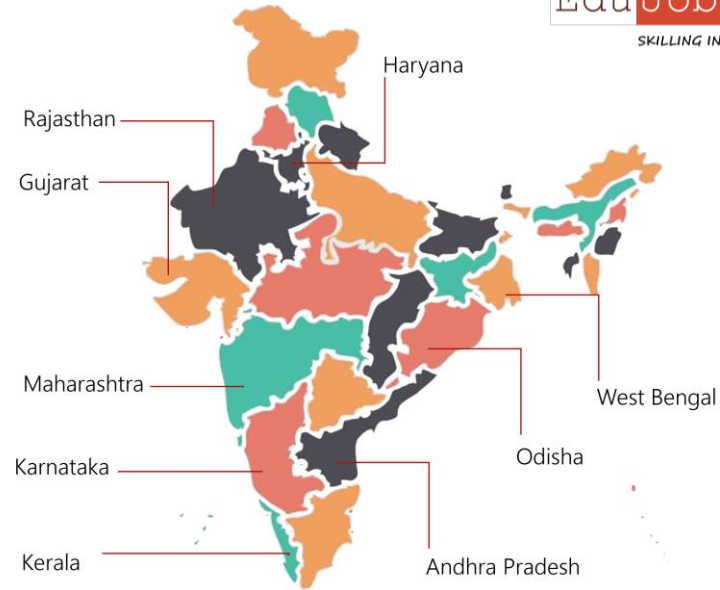 SKILLING IN
Haryana
Rajasthan
Gujarat
Maharashtra
West Bengal
Odisha
Karnataka
Kerala
Andhra Pradesh